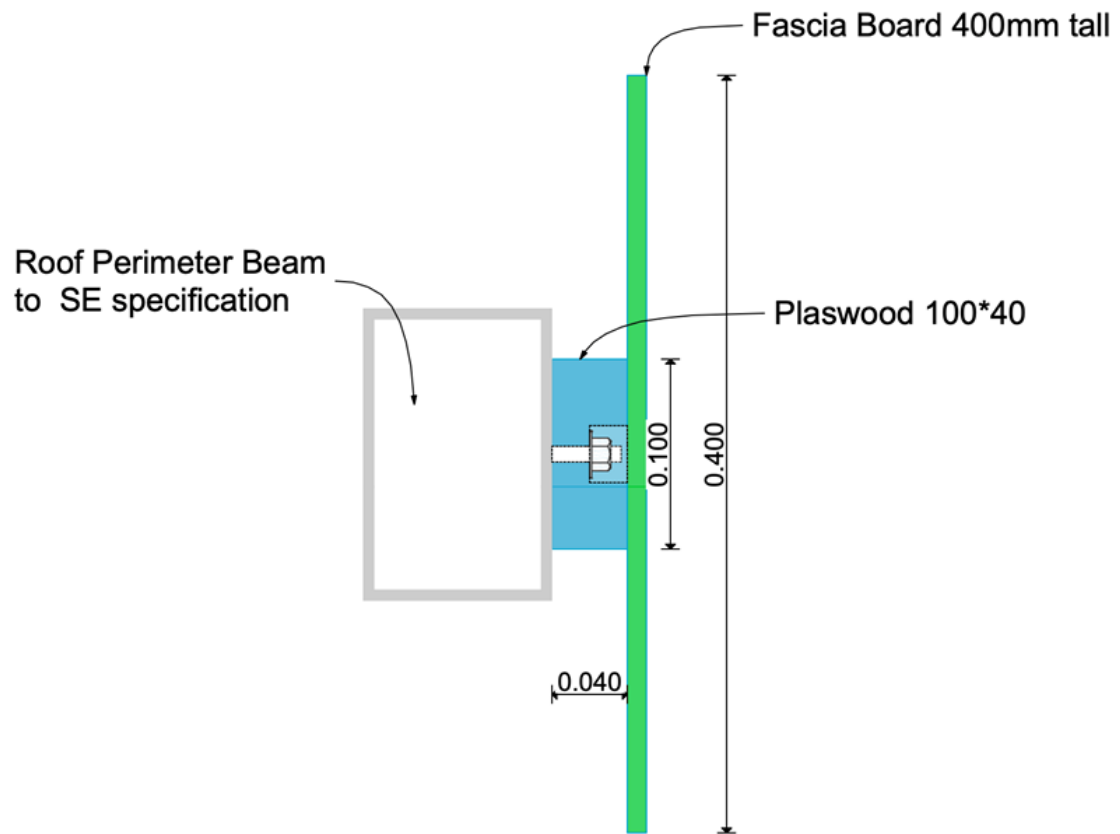 Fascia Board 400mm tall
Roof Perimeter Beam
to SE specification
Plaswood 100*40
0.100
0.400
0.040